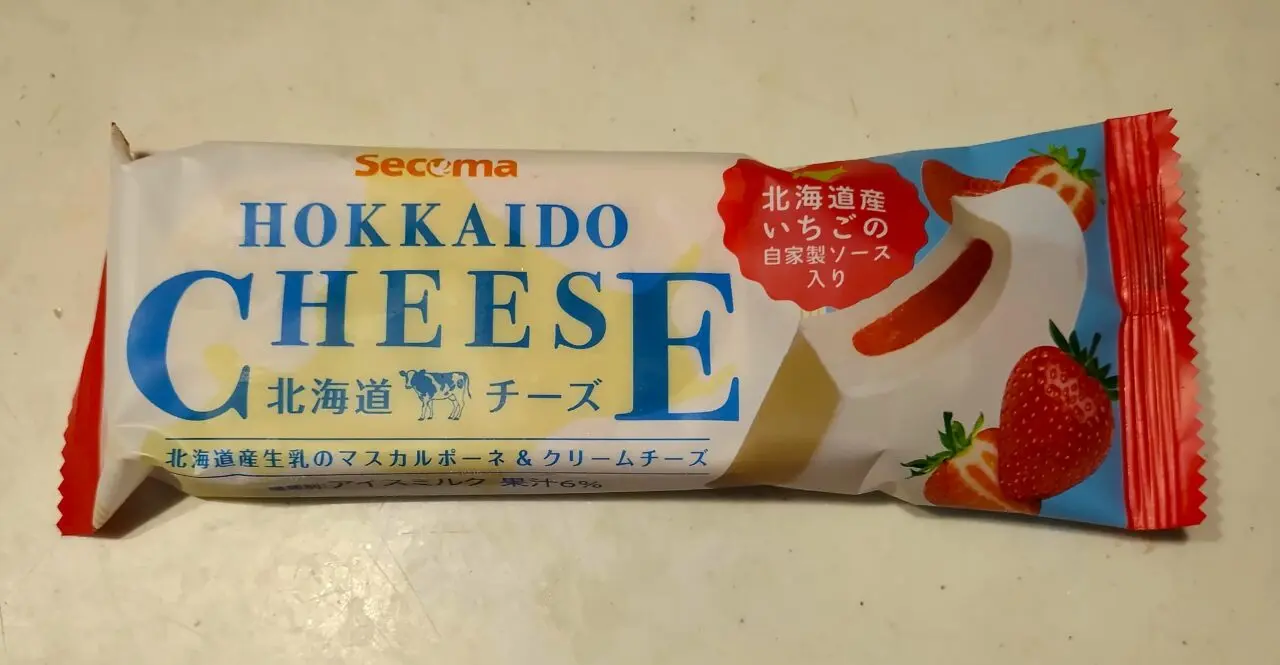 Secoma
HOKKAIDO
CHEESE
北海道 チーズ
北海道産生乳のマスカルポーネ & クリームチーズ
アイスミルク 果汁6%
北海道産
いちごの
自家製ソース
入り